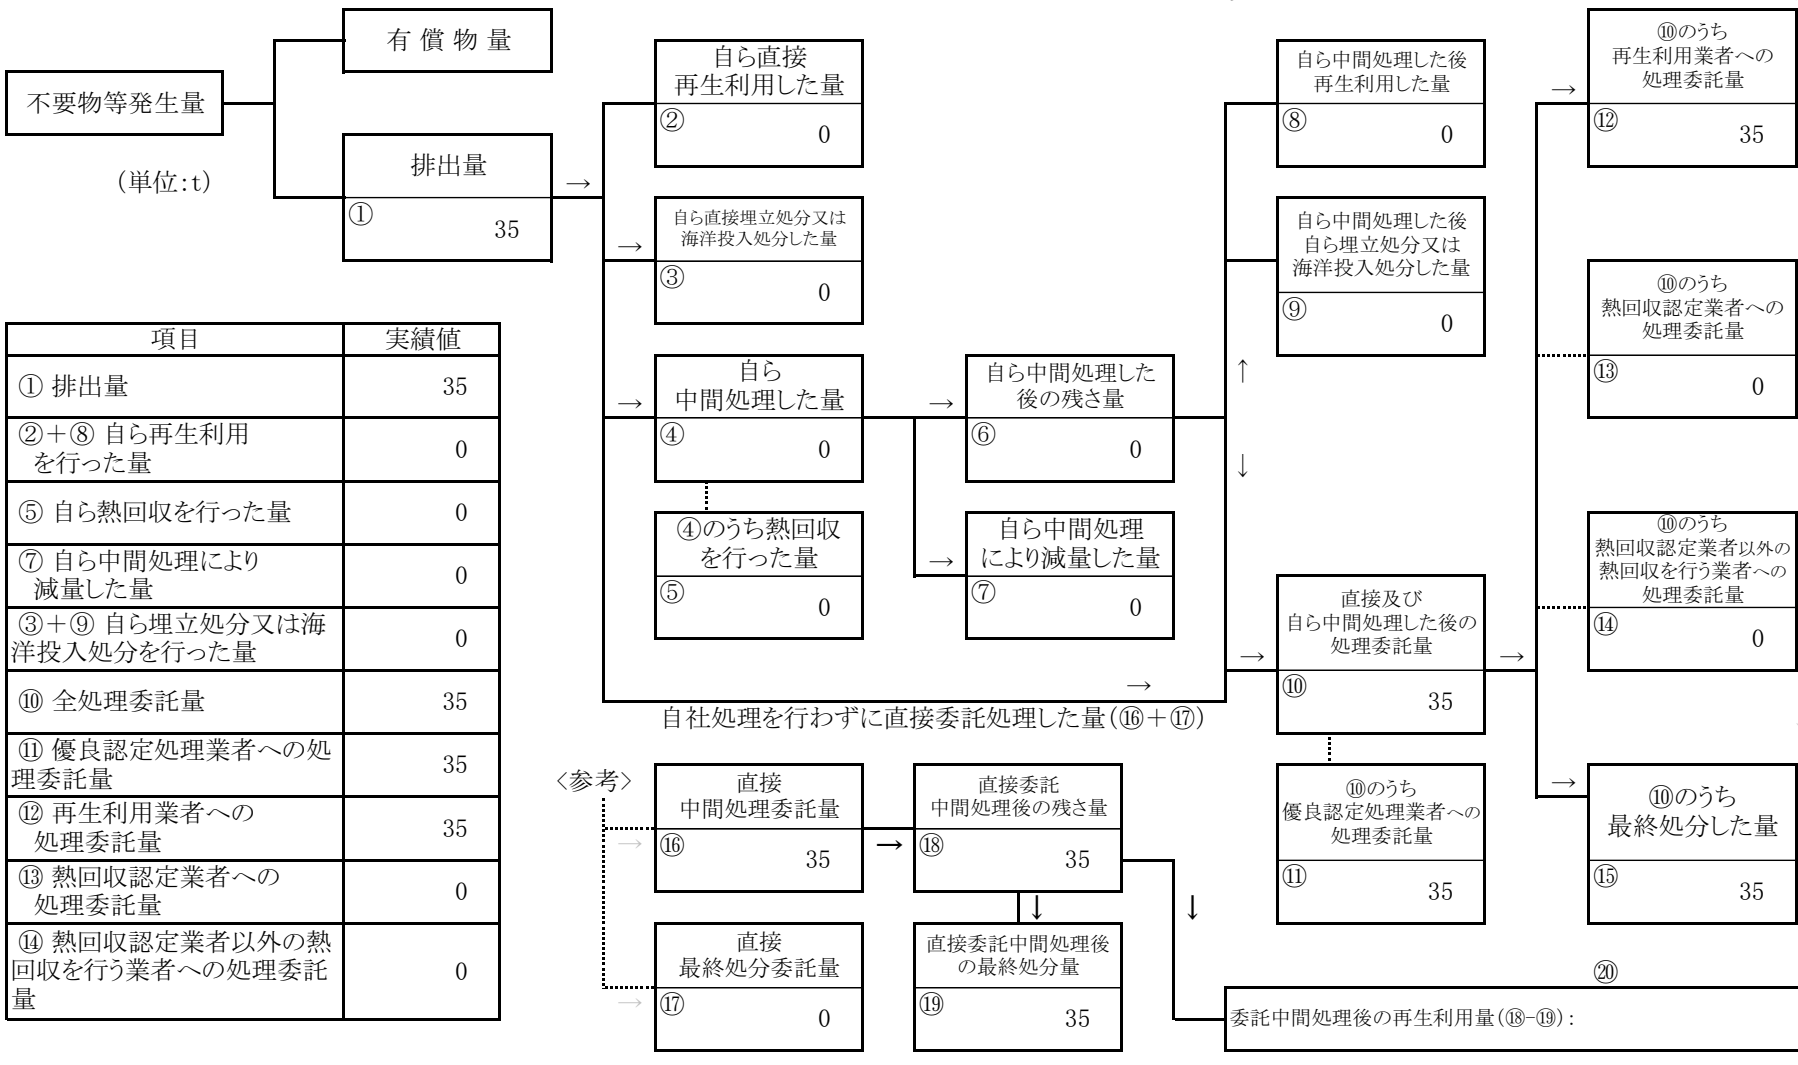 有 償 物 量
不要物等発生量
(単位:t)
排出量
①
35
→
自ら直接
再生利用した量
②
0
→
自ら直接埋立処分又は
海洋投入処分した量
③
0
→
自ら
中間処理した量
④
0
④のうち熱回収
を行った量
⑤
0
→
自ら中間処理した
後の残さ量
⑥
0
→
自ら中間処理
により減量した量
⑦
0
自ら中間処理した後
再生利用した量
⑧
0
自ら中間処理した後
自ら埋立処分又は
海洋投入処分した量
⑨
0
↑
↓
→
直接及び
自ら中間処理した後の
処理委託量
⑩
35
→
⑩のうち
優良認定処理業者への
処理委託量
⑪
35
→
⑩のうち
再生利用業者への
処理委託量
⑫
35
⑩のうち
熱回収認定業者への
処理委託量
⑬
0
⑩のうち
熱回収認定業者以外の
熱回収を行う業者への
処理委託量
⑭
0
→
⑩のうち
最終処分した量
⑮
35
→
自社処理を行わずに直接委託処理した量(⑯+⑰)
項目 実績値
① 排出量 35
②+⑧ 自ら再生利用
を行った量
0
⑤ 自ら熱回収を行った量 0
⑦ 自ら中間処理により
減量した量
0
③+⑨ 自ら埋立処分又は海
洋投入処分を行った量
0
⑩ 全処理委託量 35
⑪ 優良認定処理業者への処
理委託量
35
⑫ 再生利用業者への
処理委託量
35
⑬ 熱回収認定業者への
処理委託量
0
⑭ 熱回収認定業者以外の熱
回収を行う業者への処理委託
量
0
<参考>
→
直接
中間処理委託量
⑯
35
→
直接委託
中間処理後の残さ量
⑱
35
↓
↓
→
直接
最終処分委託量
⑰
0
直接委託中間処理後
の最終処分量
⑲
35
⑳
委託中間処理後の再生利用量(⑱-⑲):